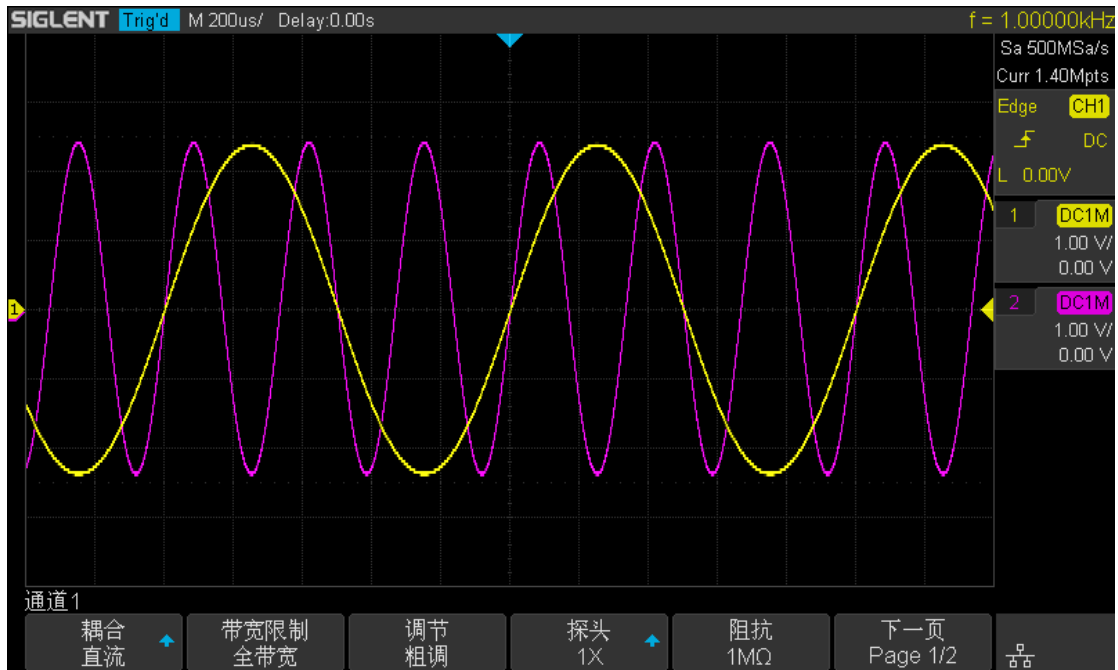 SIGLENT Trig'd M 200us/ Delay:0.00s f = 1.00000kHz
Sa 500MSa/s
Curr 1.40Mpts
Edge CH1
DC
L 0.00V
1 DC1M
1.00 V/
0.00 V
2 DC1M
1.00 V/
0.00 V
1
通道1
耦合 带宽限制 调节 探头 阻抗 下一页
直流 全带宽 粗调 1X 1MΩ Page 1/2